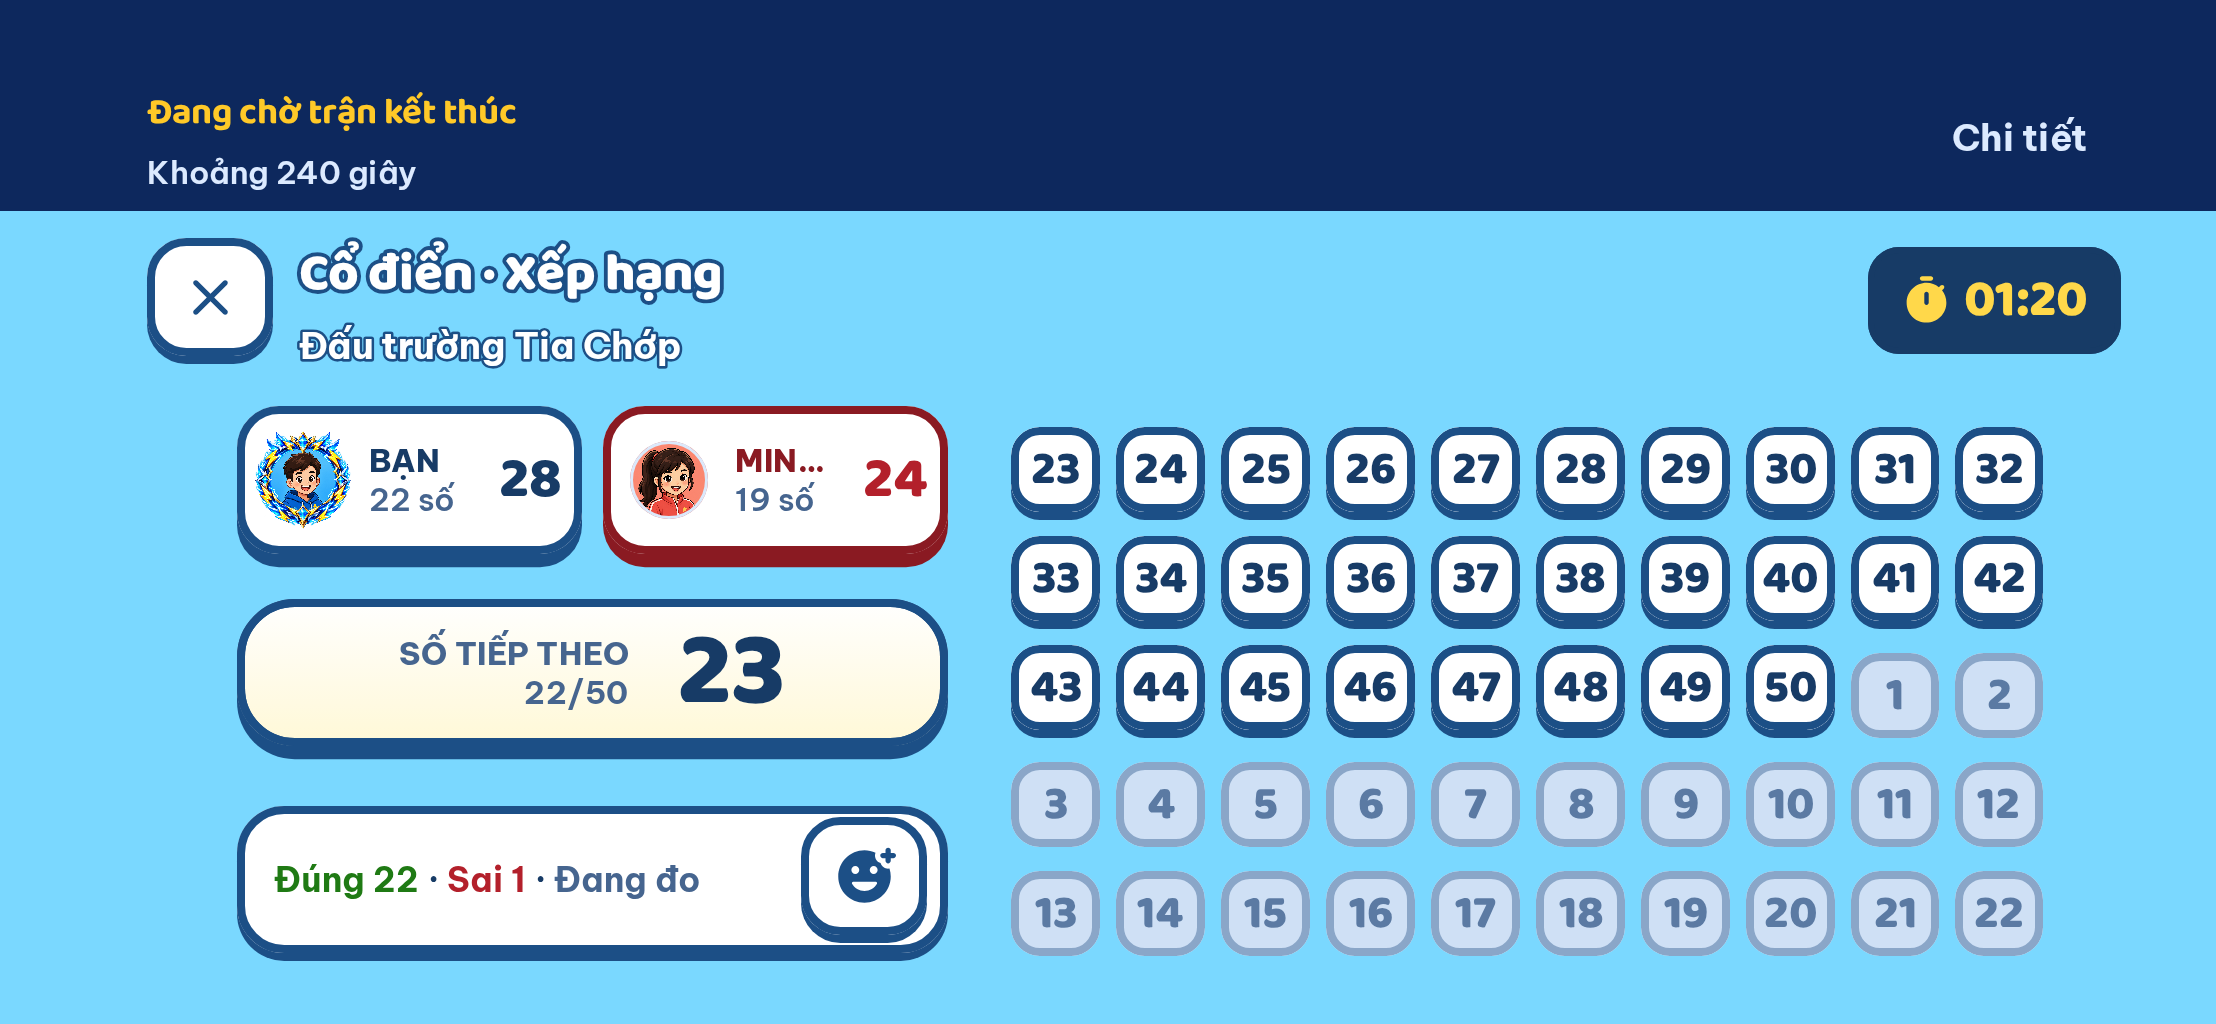 Đang chờ trận kết thúc
Khoảng 240 giây
Chi tiết
Cổ điển · Xếp hạng
Đấu trường Tia Chớp
01:20
BẠN
22 số
28
MIN...
19 số
24
SỐ TIẾP THEO
22/50
23
Đúng 22 · Sai 1 · Đang đo
23 24 25 26 27 28 29 30 31 32
33 34 35 36 37 38 39 40 41 42
43 44 45 46 47 48 49 50 1 2
3 4 5 6 7 8 9 10 11 12
13 14 15 16 17 18 19 20 21 22